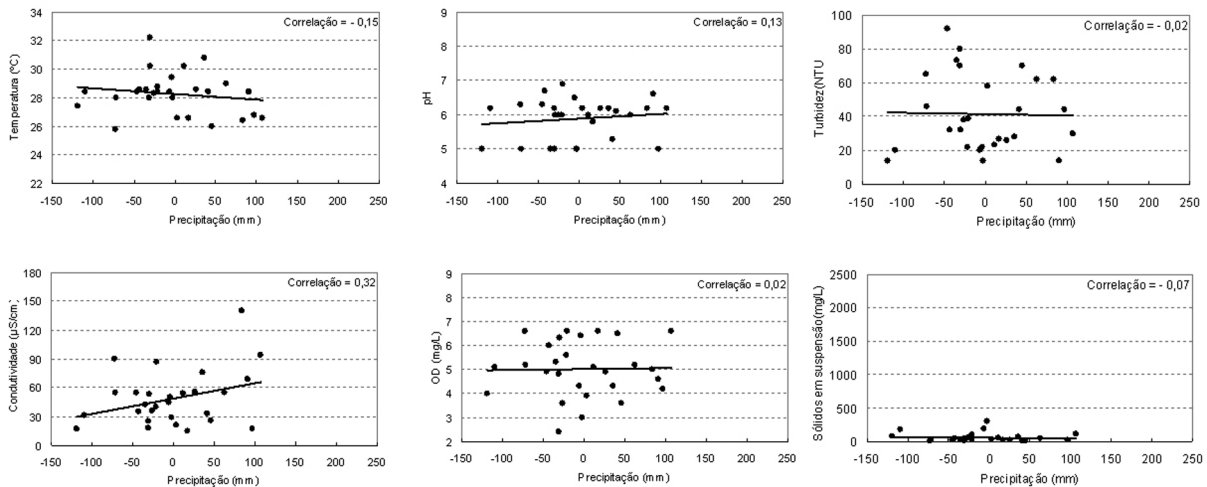 Correlação = - 0,15
Temperatura (ºC)
34
32
30
28
26
24
22
-150 -100 -50 0 50 100 150 200 250
Precipitação (mm)
Correlação = 0,13
pH
9
8
7
6
5
4
-150 -100 -50 0 50 100 150 200 250
Precipitação (mm)
Correlação = - 0,02
Turbidez(NTU
100
80
60
40
20
0
-150 -100 -50 0 50 100 150 200 250
Precipitação (mm)
Correlação = 0,32
Condutividade (µS/cm)
180
150
120
90
60
30
0
-150 -100 -50 0 50 100 150 200 250
Precipitação (mm)
Correlação = 0,02
OD (mg/L)
9
8
7
6
5
4
3
2
-150 -100 -50 0 50 100 150 200 250
Precipitação (mm)
Correlação = - 0,07
Sólidos em suspensão(mg/L)
2500
2000
1500
1000
500
0
-150 -100 -50 0 50 100 150 200 250
Precipitação (mm)